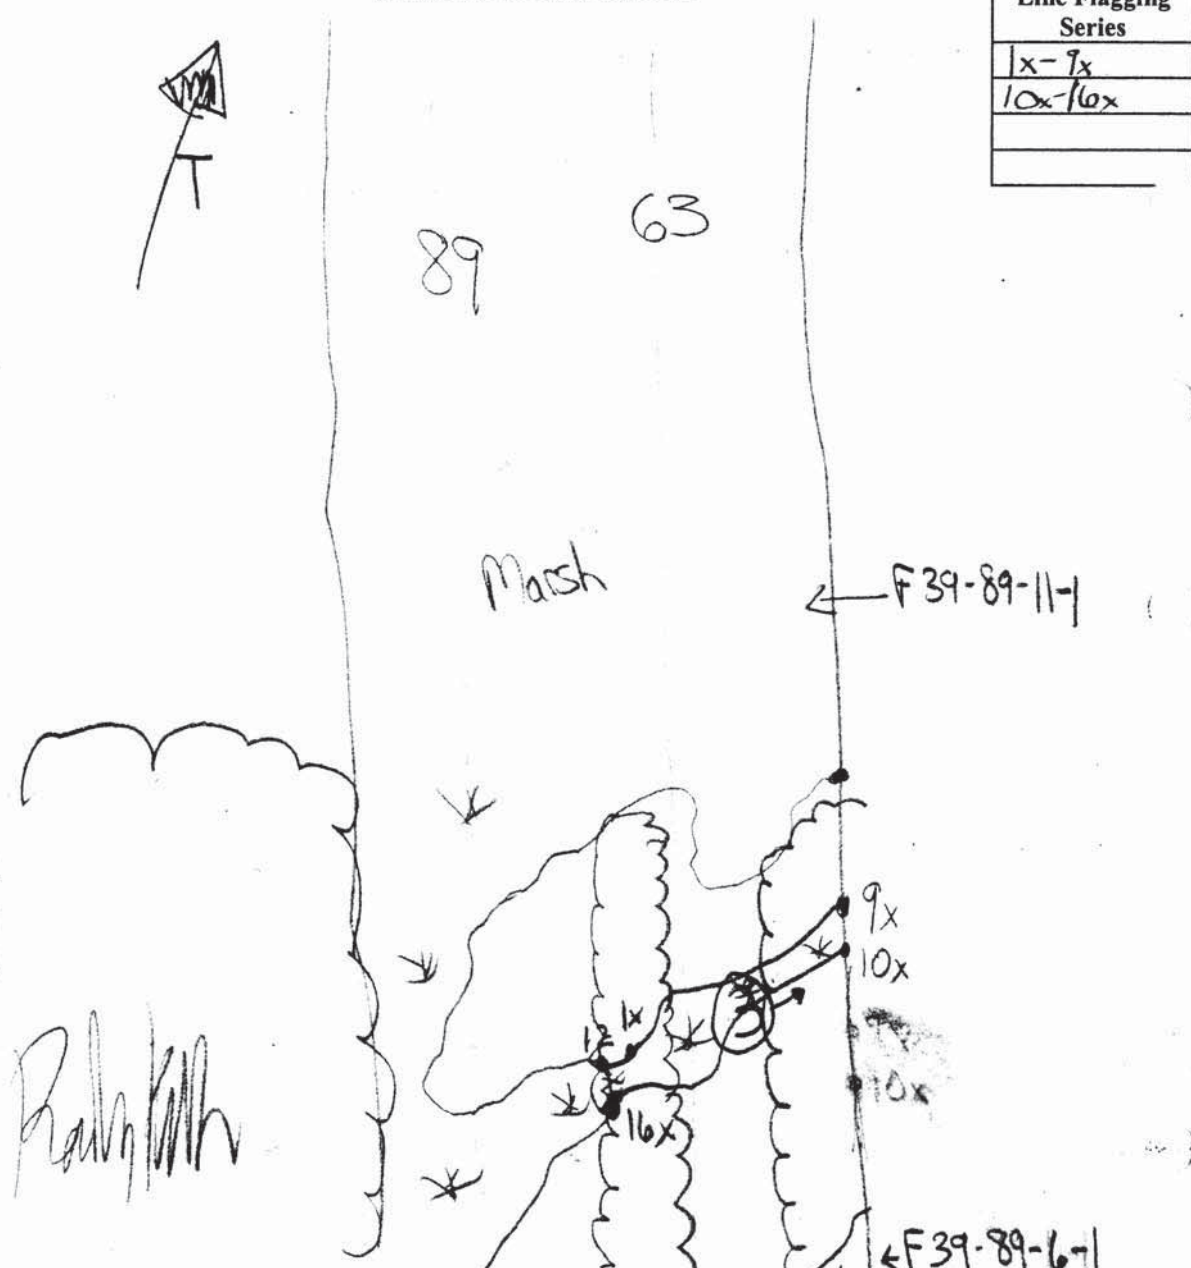 Line Flagging
Series
1x-9x
10x-16x
T
63
89
Marsh
F39-89-11-1
9x
10x
12
1x
10x
16x
F39-89-6-1